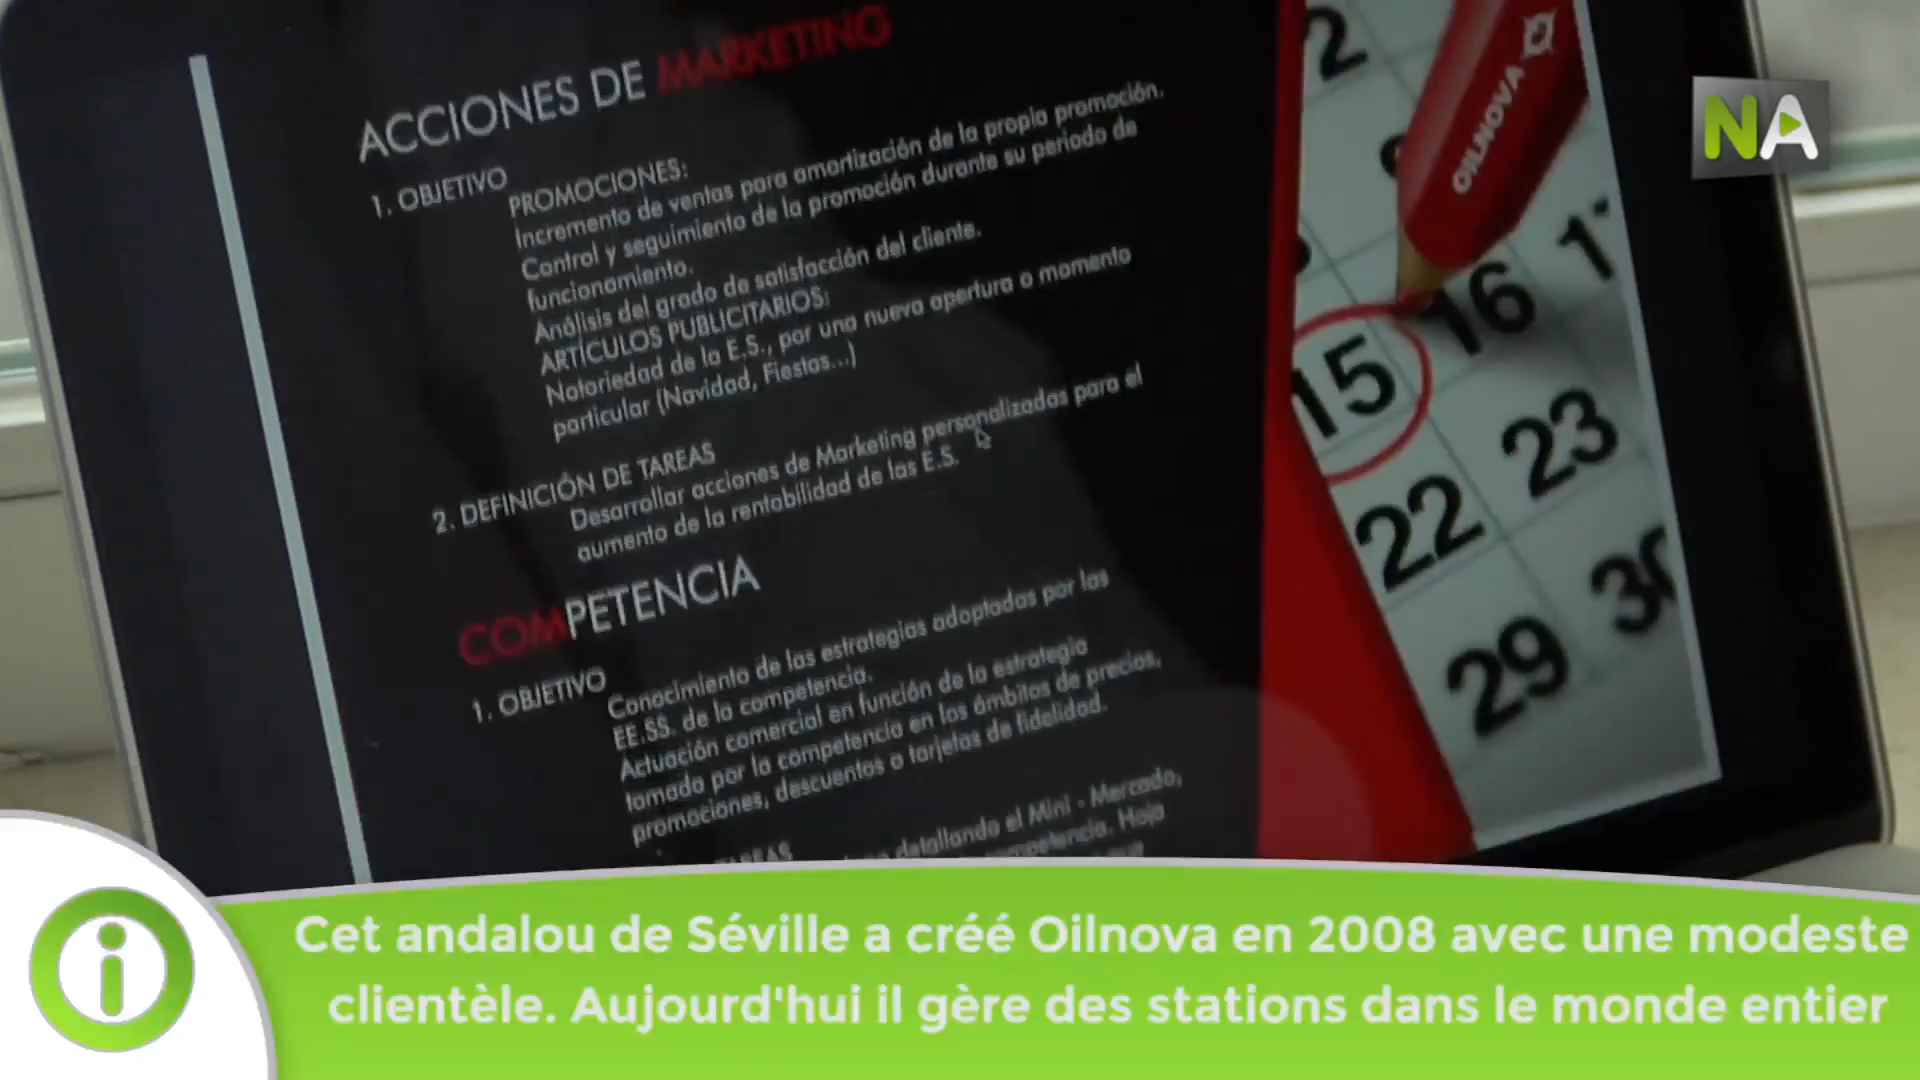 ACCIONES DE MARKETING
1. OBJETIVO
PROMOCIONES:
Incremento de ventas para amortización de la propia promoción.
Control y seguimiento de la promoción durante su periodo de
funcionamiento.
Análisis del grado de satisfacción del cliente.
ARTÍCULOS PUBLICITARIOS:
Notoriedad de la E.S., por una nueva apertura o momento
particular (Navidad, Fiestas...)
2. DEFINICIÓN DE TAREAS
Desarrollar acciones de Marketing personalizadas para el
aumento de la rentabilidad de las E.S.
COMPETENCIA
1. OBJETIVO
Conocimiento de las estrategias adoptadas por las
EE.SS. de la competencia.
Actuación comercial en función de la estrategia
tomada por la competencia en los ámbitos de precios,
promociones, descuentos o tarjetas de fidelidad.
detallando el Mini - Mercado,
competencia. Hoja
OILNOVA
2
16
15
23
22
30
29
NA
Cet andalou de Séville a créé Oilnova en 2008 avec une modeste
clientèle. Aujourd'hui il gère des stations dans le monde entier